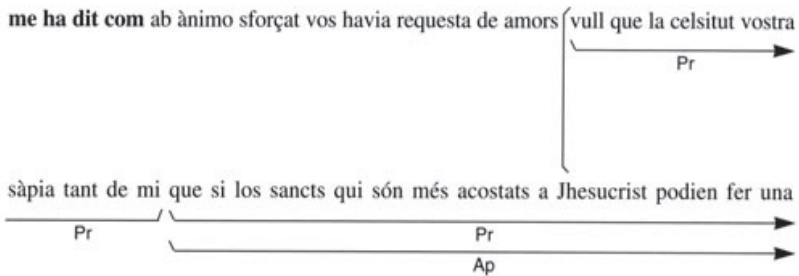 me ha dit com ab ànimo sforçat vos havia requesta de amors vull que la celsitut vostra
Pr
sàpia tant de mi que si los sancts qui són més acostats a Jhesucrist podien fer una
Pr Pr
Ap